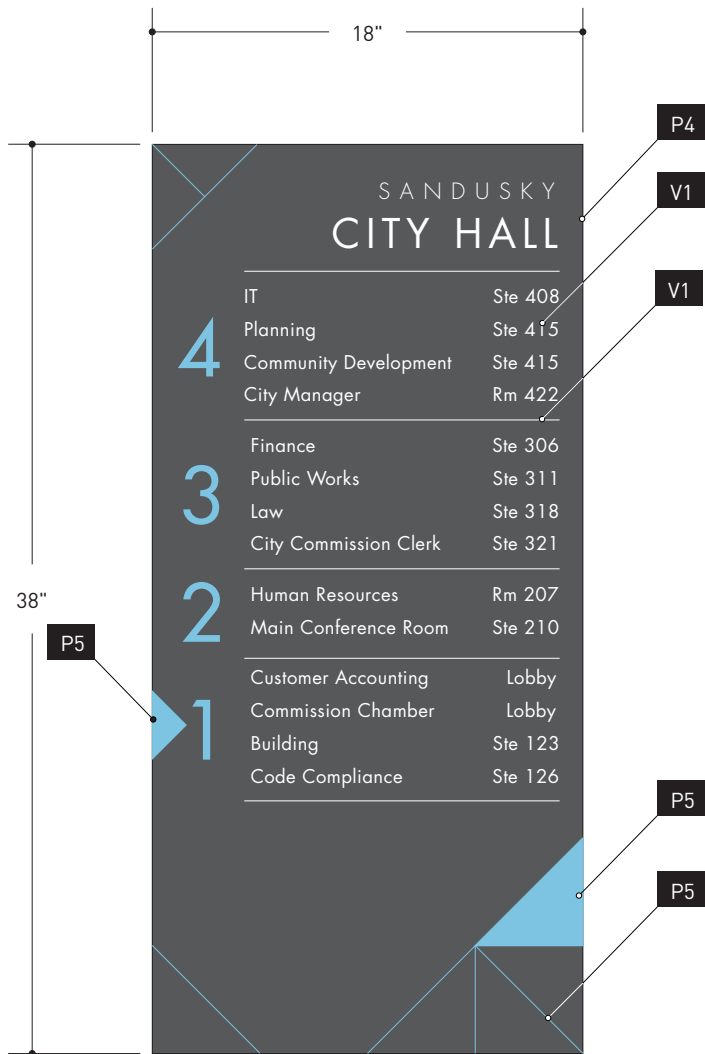 18"
P4
SANDUSKY
V1
CITY HALL
V1
IT Ste 408
4
Planning Ste 415
Community Development Ste 415
City Manager Rm 422
Finance Ste 306
3
Public Works Ste 311
Law Ste 318
City Commission Clerk Ste 321
38"
2
Human Resources Rm 207
Main Conference Room Ste 210
P5
1
Customer Accounting Lobby
Commission Chamber Lobby
Building Ste 123
Code Compliance Ste 126
P5
P5